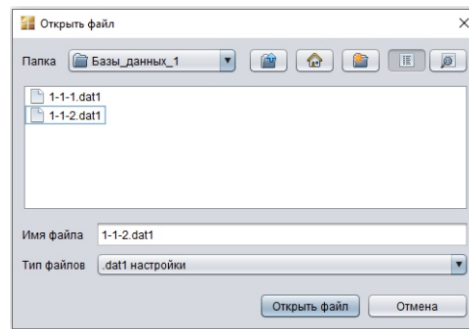 Открыть файл
Папка Базы_данных_1
1-1-1.dat1
1-1-2.dat1
Имя файла 1-1-2.dat1
Тип файлов .dat1 настройки
Открыть файл Отмена